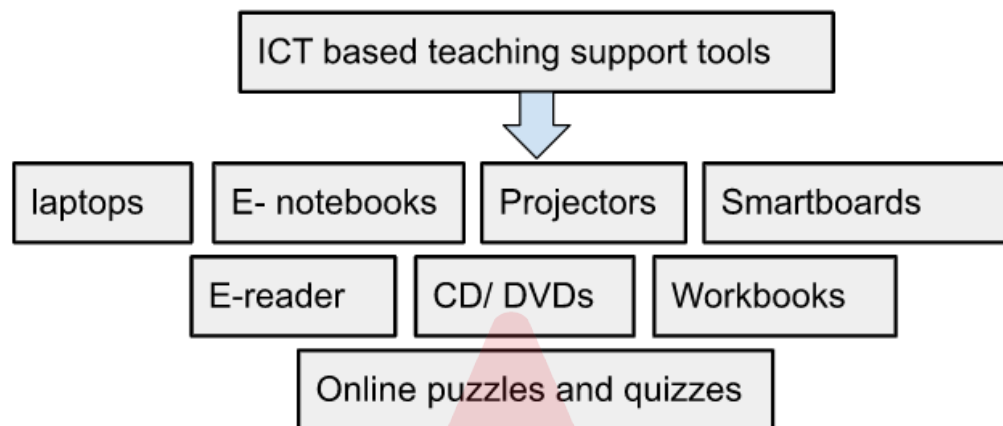 ICT based teaching support tools
laptops
E- notebooks
Projectors
Smartboards
E-reader
CD/ DVDs
Workbooks
Online puzzles and quizzes